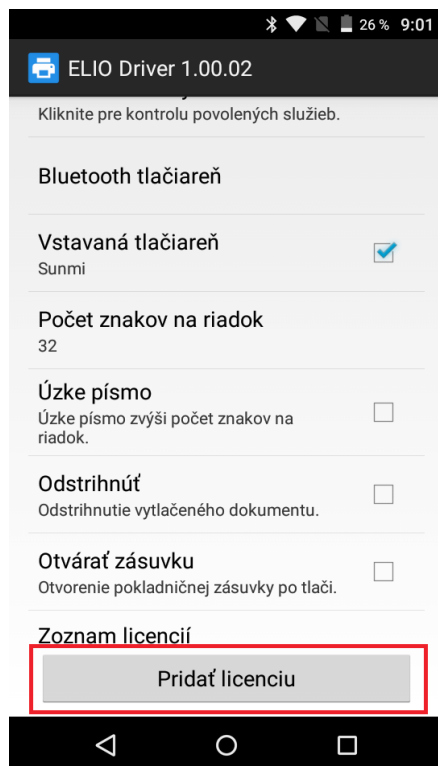 26 % 9:01
ELIO Driver 1.00.02
Kliknite pre kontrolu povolených služieb.
Bluetooth tlačiareň
Vstavaná tlačiareň
Sunmi
Počet znakov na riadok
32
Úzke písmo
Úzke písmo zvýši počet znakov na
riadok.
Odstrihnúť
Odstrihnutie vytlačeného dokumentu.
Otvárať zásuvku
Otvorenie pokladničnej zásuvky po tlači.
Zoznam licencií
Pridať licenciu